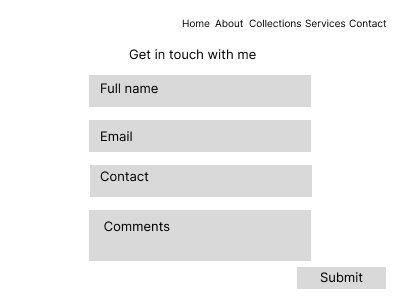 Home About Collections Services Contact
Get in touch with me
Full name
Email
Contact
Comments
Submit